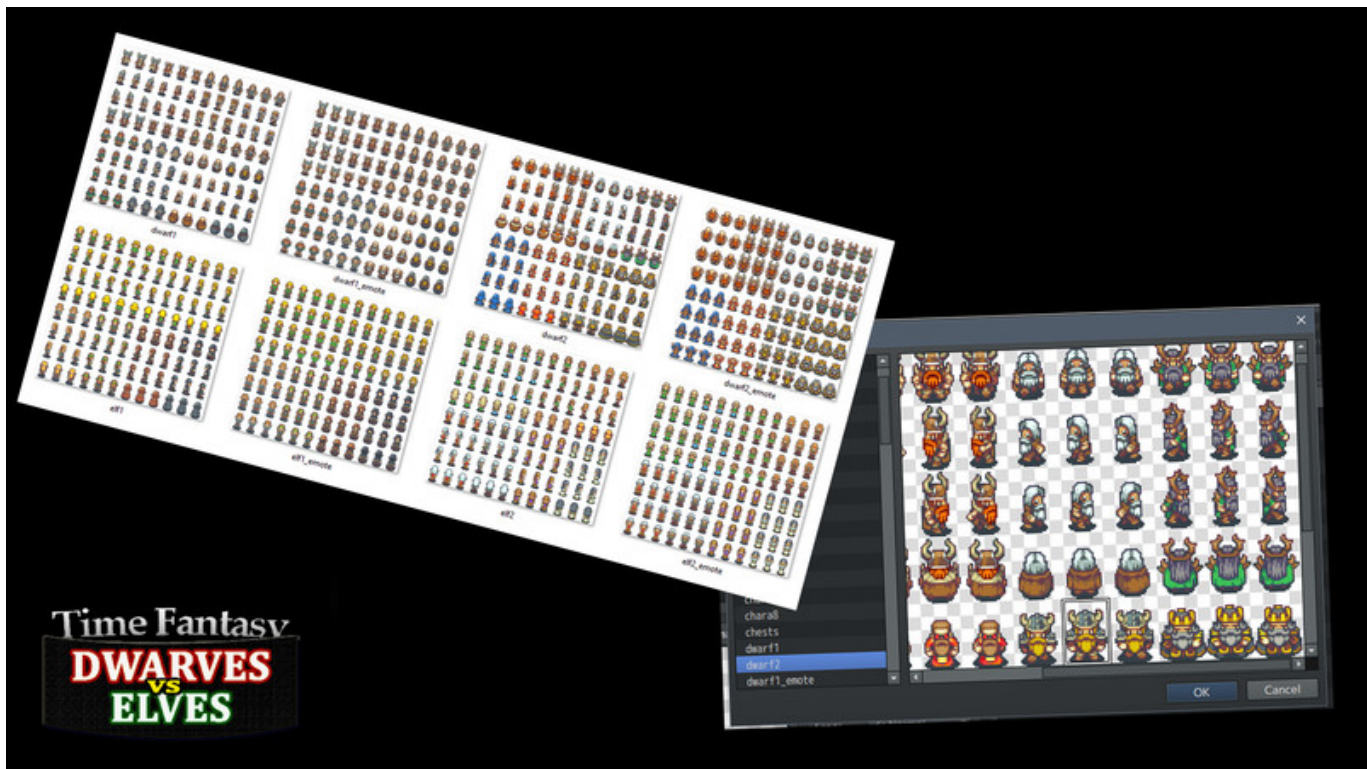 dwarf1
dwarf1_emote
dwarf2
dwarf2_emote
elf1
elf1_emote
elf2
elf2_emote
chara8
chests
dwarf1
dwarf2
dwarf1_emote
OK
Cancel
Time Fantasy
DWARVES
vs
ELVES